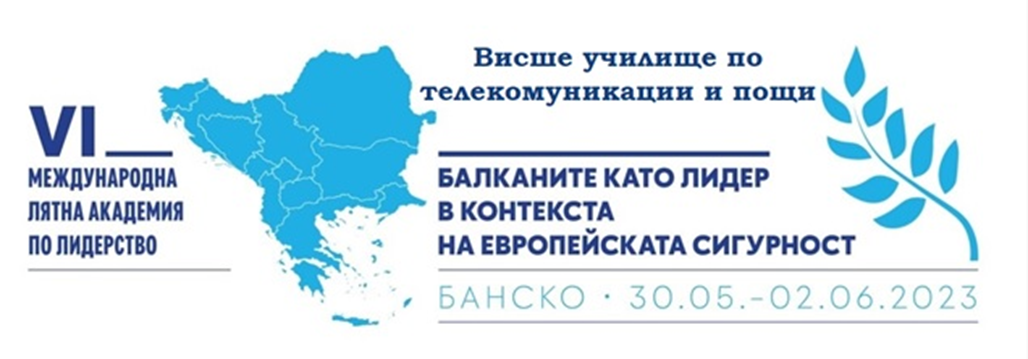 VI
МЕЖДУНАРОДНА
ЛЯТНА АКАДЕМИЯ
ПО ЛИДЕРСТВО
Висше училище по
телекомуникации и пощи
БАЛКАНИТЕ КАТО ЛИДЕР
В КОНТЕКСТА
НА ЕВРОПЕЙСКАТА СИГУРНОСТ
БАНСКО · 30.05.-02.06.2023